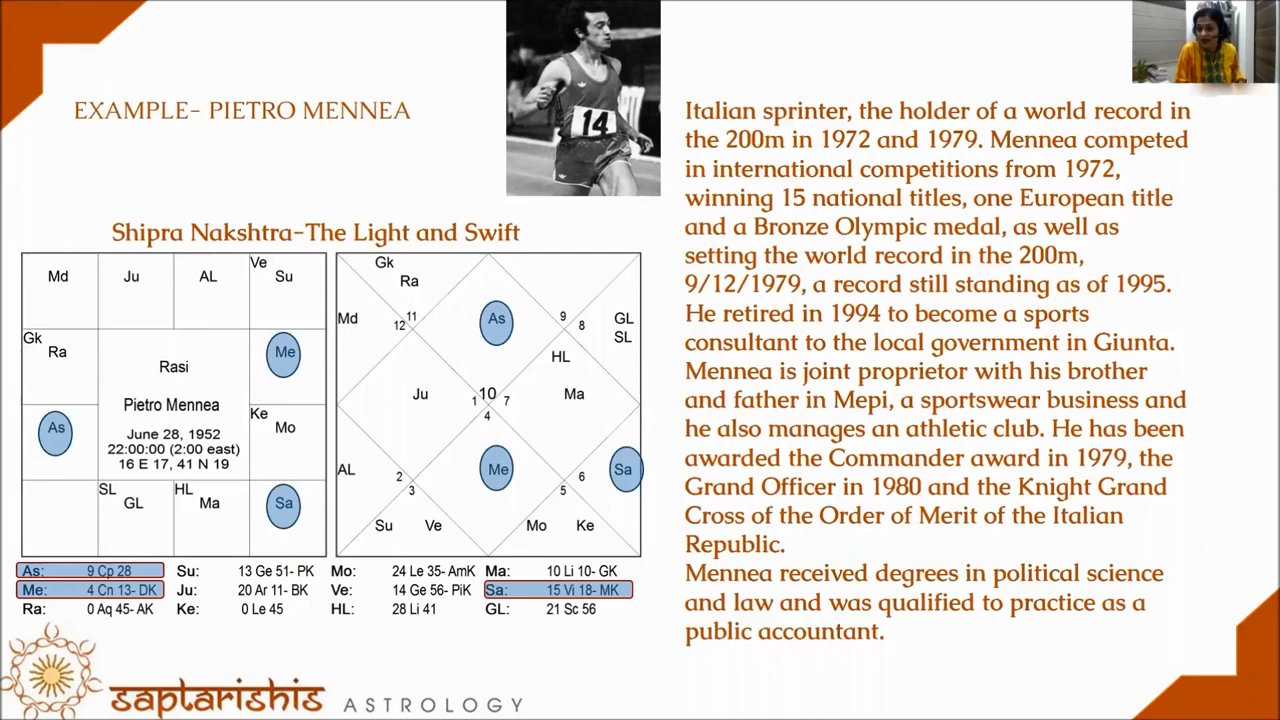 EXAMPLE- PIETRO MENNEA
14
Shipra Nakshtra-The Light and Swift
Md
Ju
AL
Ve
Su
Gk
Ra
Me
As
Ke
Mo
SL
GL
HL
Ma
Sa
Rasi
Pietro Mennea
June 28, 1952
22:00:00 (2:00 east)
16 E 17, 41 N 19
Gk
Ra
Md
12
11
As
9
8
GL
SL
HL
Ju
1
10
7
4
Ma
AL
2
3
Me
6
5
Sa
Su
Ve
Mo
Ke
As: 9 Cp 28 Su: 13 Ge 51- PK Mo: 24 Le 35- AmK Ma: 10 Li 10- GK
Me: 4 Cn 13- DK Ju: 20 Ar 11- BK Ve: 14 Ge 56- PiK Sa: 15 Vi 18- MK
Ra: 0 Aq 45- AK Ke: 0 Le 45 HL: 28 Li 41 GL: 21 Sc 56
Italian sprinter, the holder of a world record in
the 200m in 1972 and 1979. Mennea competed
in international competitions from 1972,
winning 15 national titles, one European title
and a Bronze Olympic medal, as well as
setting the world record in the 200m,
9/12/1979, a record still standing as of 1995.
He retired in 1994 to become a sports
consultant to the local government in Giunta.
Mennea is joint proprietor with his brother
and father in Mepi, a sportswear business and
he also manages an athletic club. He has been
awarded the Commander award in 1979, the
Grand Officer in 1980 and the Knight Grand
Cross of the Order of Merit of the Italian
Republic.
Mennea received degrees in political science
and law and was qualified to practice as a
public accountant.
saptarishis ASTROLOGY